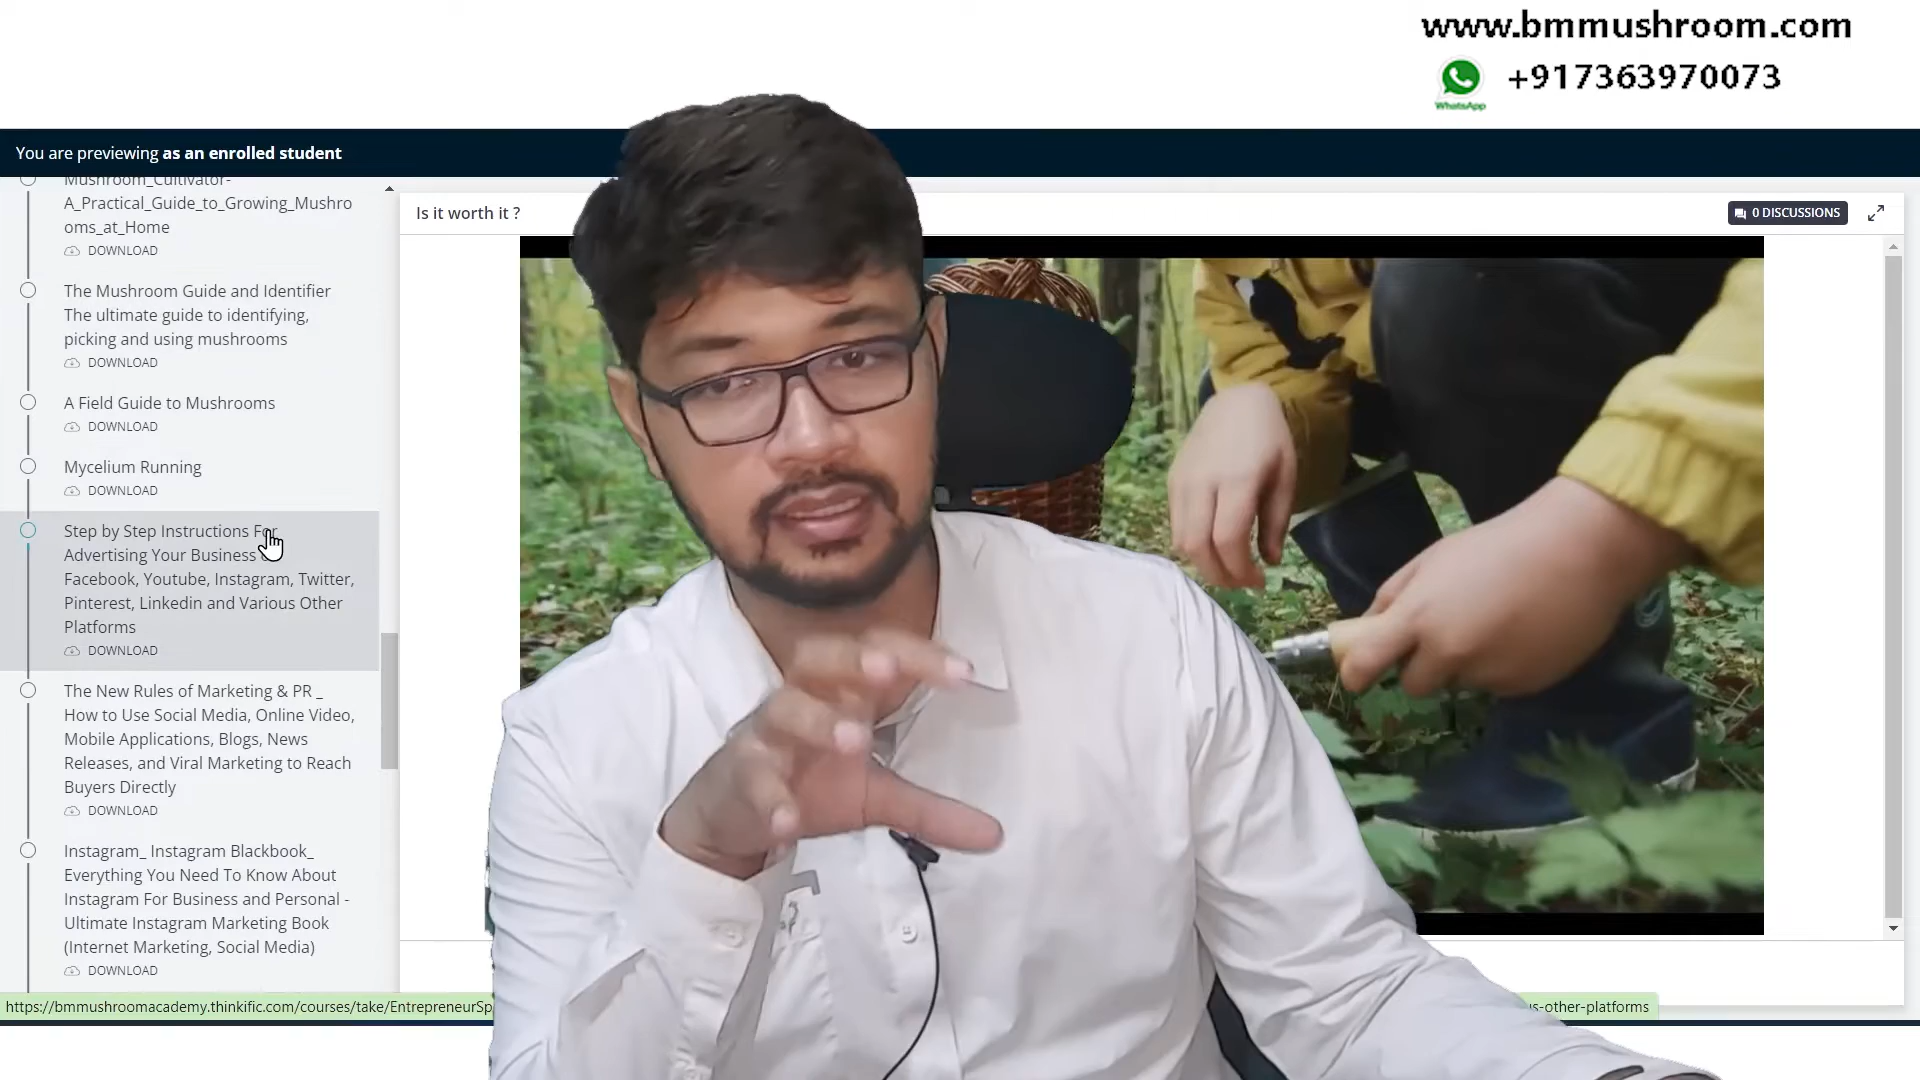 www.bmmushroom.com
WhatsApp
+917363970073
You are previewing as an enrolled student
Mushroom_Cultivator-
A_Practical_Guide_to_Growing_Mushro
oms_at_Home
DOWNLOAD
The Mushroom Guide and Identifier
The ultimate guide to identifying,
picking and using mushrooms
DOWNLOAD
A Field Guide to Mushrooms
DOWNLOAD
Mycelium Running
DOWNLOAD
Step by Step Instructions For
Advertising Your Business
Facebook, Youtube, Instagram, Twitter,
Pinterest, Linkedin and Various Other
Platforms
DOWNLOAD
The New Rules of Marketing & PR _
How to Use Social Media, Online Video,
Mobile Applications, Blogs, News
Releases, and Viral Marketing to Reach
Buyers Directly
DOWNLOAD
Instagram_ Instagram Blackbook_
Everything You Need To Know About
Instagram For Business and Personal -
Ultimate Instagram Marketing Book
(Internet Marketing, Social Media)
DOWNLOAD
Is it worth it ?
0 DISCUSSIONS
https://bmmushroomacademy.thinkific.com/courses/take/EntrepreneurSp
s-other-platforms